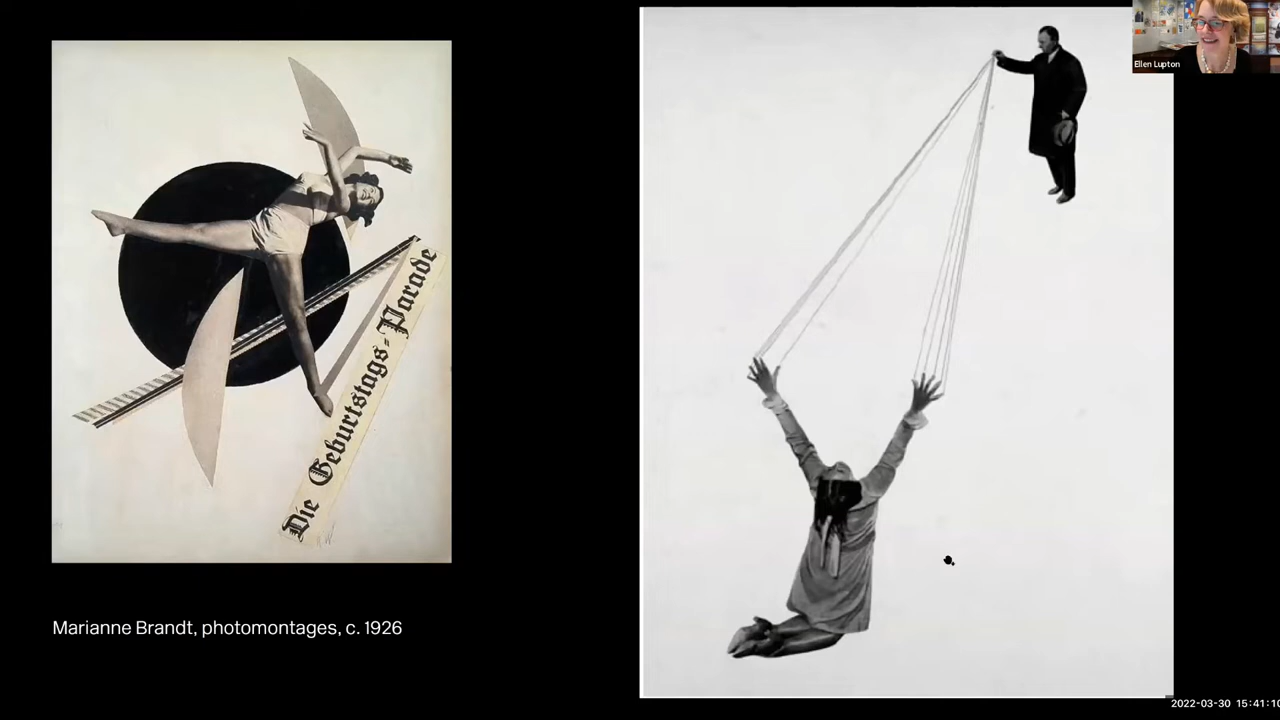 Ellen Lupton
Die Geburtstags=Parade
Marianne Brandt, photomontages, c. 1926
2022-03-30 15:41:10